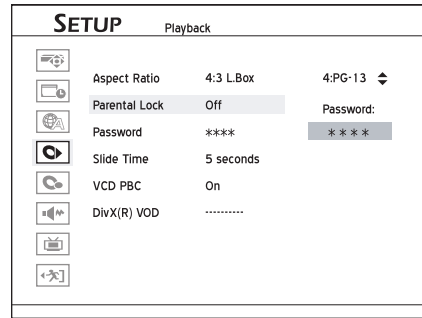 SETUP Playback
Aspect Ratio 4:3 L.Box 4:PG-13
Parental Lock Off Password:
Password **** ****
Slide Time 5 seconds
VCD PBC On
DivX(R) VOD ----------